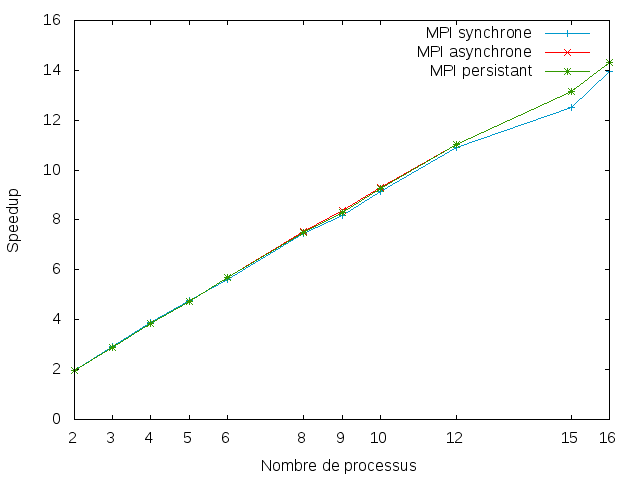 16
14
12
10
8
6
4
2
0
Speedup
MPI synchrone
MPI asynchrone
MPI persistant
2 3 4 5 6 8 9 10 12 15 16
Nombre de processus